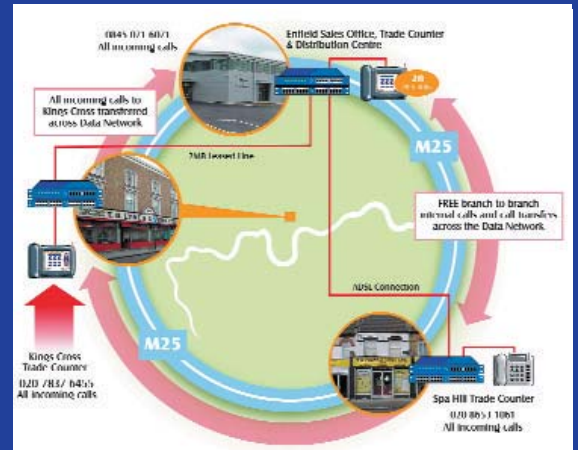 0845 071 6071
All incoming calls
Enfield Sales Office, Trade Counter
& Distribution Centre
20
All incoming calls to
Kings Cross transferred
across Data Network
2MB Leased Line
M25
FREE branch to branch
internal calls and call transfers
across the Data Network
ADSL Connection
M25
Kings Cross
Trade Counter
020 7837 6455
All incoming calls
Spa Hill Trade Counter
020 8653 1061
All incoming calls